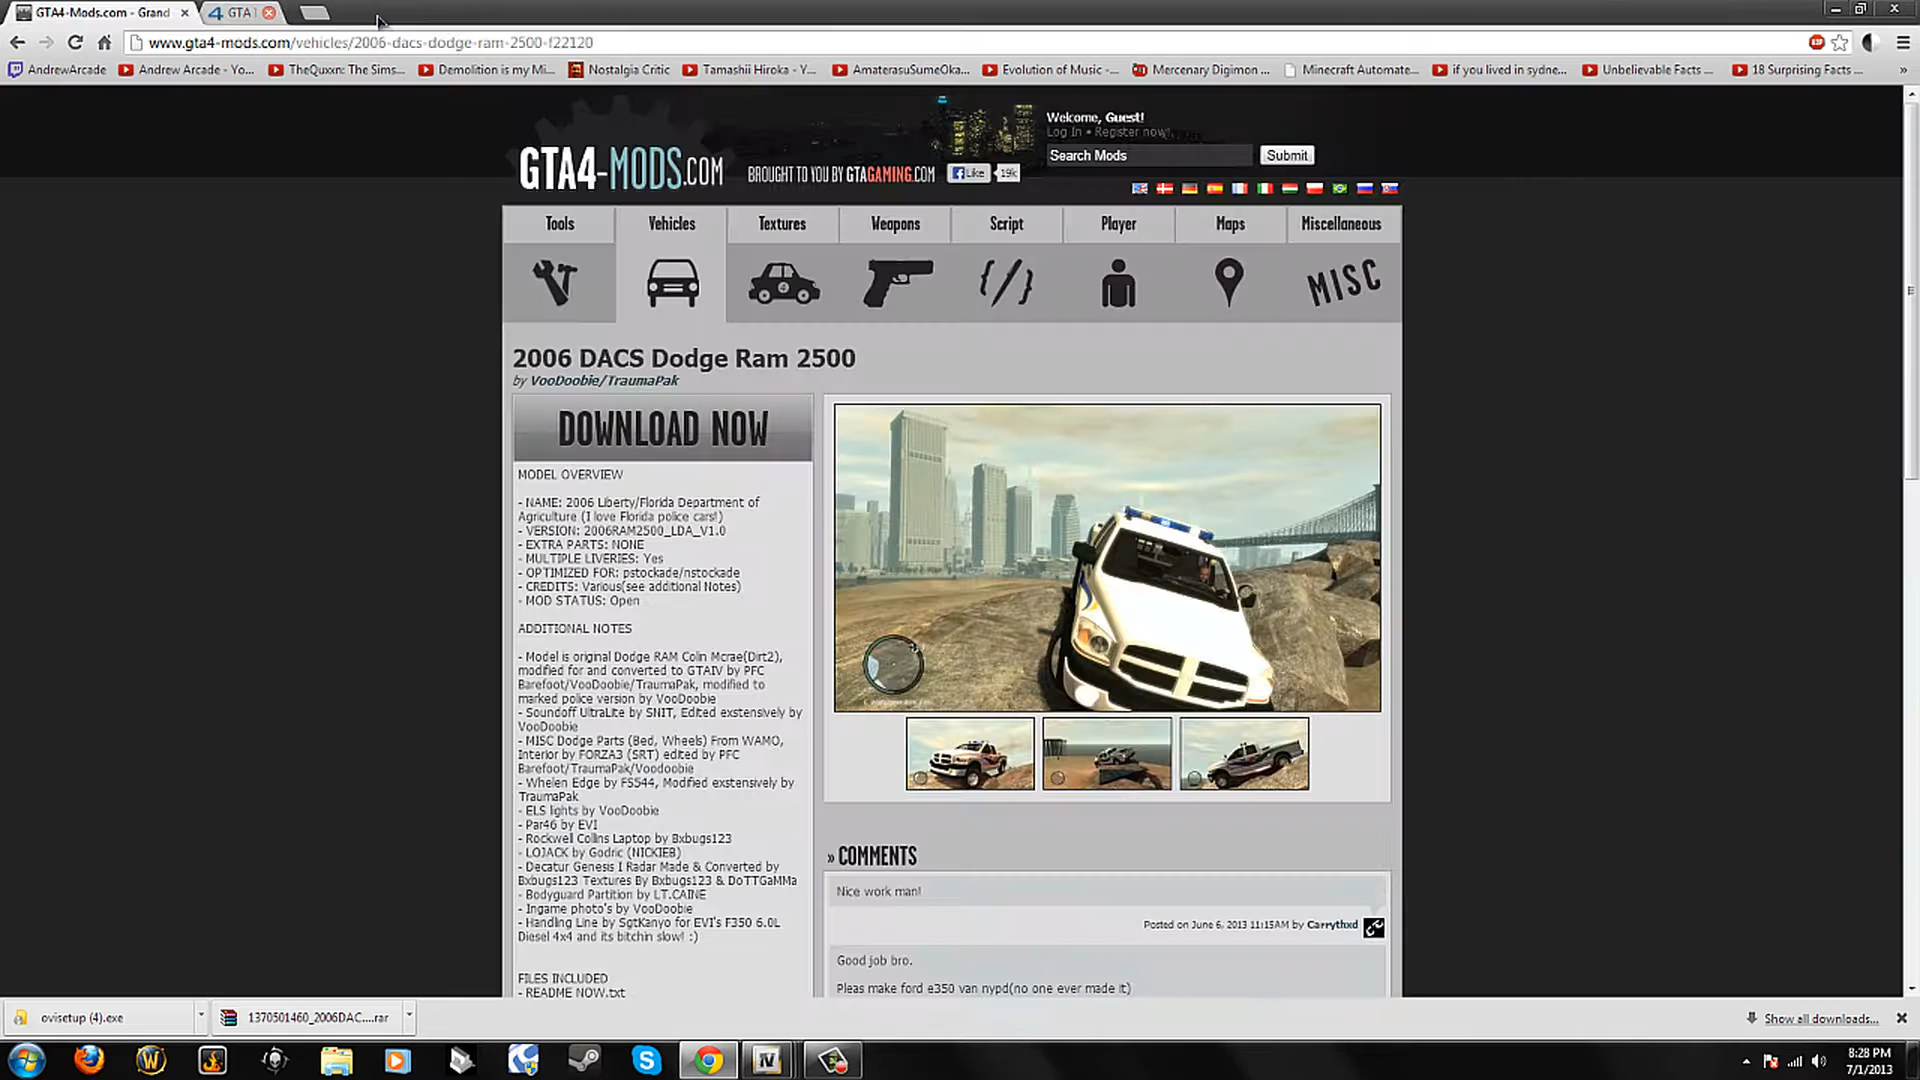 GTA4-Mods.com - Grand
GTA
www.gta4-mods.com/vehicles/2006-dacs-dodge-ram-2500-f22120
AndrewArcade
Andrew Arcade - Yo...
TheQuxxn: The Sims...
Demolition is my Mi...
Nostalgia Critic
Tamashii Hiroka - Y...
AmaterasuSumeOka...
Evolution of Music -...
Mercenary Digimon ...
Minecraft Automate...
if you lived in sydne...
Unbelievable Facts ...
18 Surprising Facts ...
»
Welcome, Guest!
Log In • Register now!
GTA4-MODS.COM
BROUGHT TO YOU BY GTAGAMING.COM
Like
19k
Search Mods
Submit
Tools
Vehicles
Textures
Weapons
Script
Player
Maps
Miscellaneous
MISC
2006 DACS Dodge Ram 2500
by VooDoobie/TraumaPak
DOWNLOAD NOW
MODEL OVERVIEW
- NAME: 2006 Liberty/Florida Department of
Agriculture (I love Florida police cars!)
- VERSION: 2006RAM2500_LDA_V1.0
- EXTRA PARTS: NONE
- MULTIPLE LIVERIES: Yes
- OPTIMIZED FOR: pstockade/nstockade
- CREDITS: Various(see additional Notes)
- MOD STATUS: Open
ADDITIONAL NOTES
- Model is original Dodge RAM Colin Mcrae(Dirt2),
modified for and converted to GTAIV by PFC
Barefoot/VooDoobie/TraumaPak, modified to
marked police version by VooDoobie
- Soundoff UltraLite by SNIT, Edited exstensively by
VooDoobie
- MISC Dodge Parts (Bed, Wheels) From WAMO,
Interior by FORZA3 (SRT) edited by PFC
Barefoot/TraumaPak/Voodoobie
- Whelen Edge by FS544, Modified exstensively by
TraumaPak
- ELS lights by VooDoobie
- Par46 by EVI
- Rockwell Collins Laptop by Bxbugs123
- LOJACK by Godric (NICKIEB)
- Decatur Genesis I Radar Made & Converted by
Bxbugs123 Textures By Bxbugs123 & DoTTGaMMa
- Bodyguard Partition by LT.CAINE
- Ingame photo's by VooDoobie
- Handling Line by SgtKanyo for EVI's F350 6.0L
Diesel 4x4 and its bitchin slow! :)
FILES INCLUDED
- README NOW.txt
» COMMENTS
Nice work man!
Posted on June 6, 2013 11:15AM by Carrythxd
Good job bro.
Pleas make ford e350 van nypd(no one ever made it)
ovisetup (4).exe
1370501460_2006DAC....rar
Show all downloads...
8:28 PM
7/1/2013